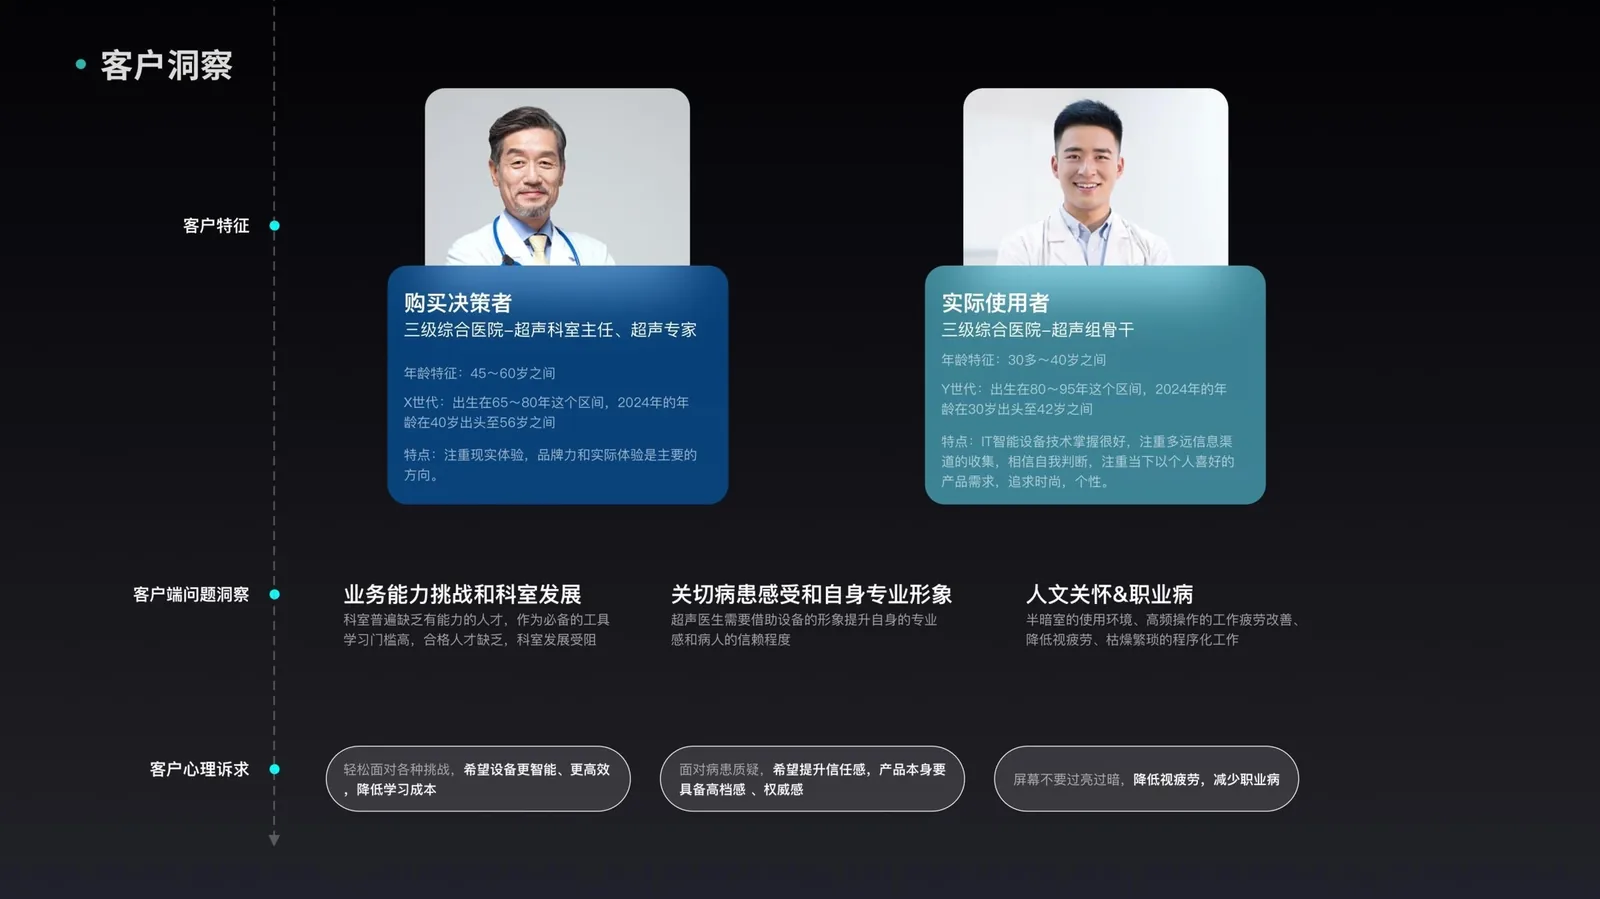 客户洞察
客户特征
购买决策者
三级综合医院-超声科室主任、超声专家
年龄特征：45～60岁之间
X世代：出生在65～80年这个区间，2024年的年
龄在40岁出头至56岁之间
特点：注重现实体验，品牌力和实际体验是主要的
方向。
实际使用者
三级综合医院-超声组骨干
年龄特征：30多～40岁之间
Y世代：出生在80～95年这个区间，2024年的年
龄在30岁出头至42岁之间
特点：IT智能设备技术掌握很好，注重多远信息渠
道的收集，相信自我判断，注重当下以个人喜好的
产品需求，追求时尚，个性。
客户端问题洞察
业务能力挑战和科室发展
科室普遍缺乏有能力的人才，作为必备的工具
学习门槛高，合格人才缺乏，科室发展受阻
关切病患感受和自身专业形象
超声医生需要借助设备的形象提升自身的专业
感和病人的信赖程度
人文关怀&职业病
半暗室的使用环境、高频操作的工作疲劳改善、
降低视疲劳、枯燥繁琐的程序化工作
客户心理诉求
轻松面对各种挑战，希望设备更智能、更高效
，降低学习成本
面对病患质疑，希望提升信任感，产品本身要
具备高档感 、权威感
屏幕不要过亮过暗，降低视疲劳，减少职业病